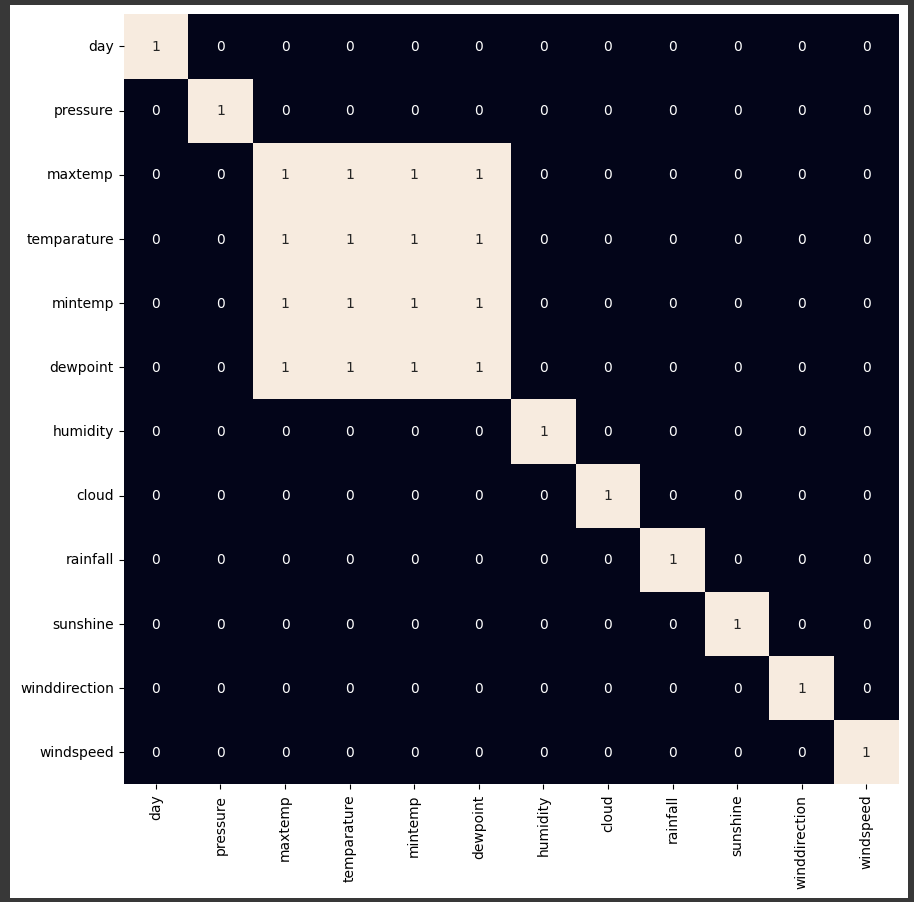 day 1 0 0 0 0 0 0 0 0 0 0 0
pressure 0 1 0 0 0 0 0 0 0 0 0 0
maxtemp 0 0 1 1 1 1 0 0 0 0 0 0
temparature 0 0 1 1 1 1 0 0 0 0 0 0
mintemp 0 0 1 1 1 1 0 0 0 0 0 0
dewpoint 0 0 1 1 1 1 0 0 0 0 0 0
humidity 0 0 0 0 0 0 1 0 0 0 0 0
cloud 0 0 0 0 0 0 0 1 0 0 0 0
rainfall 0 0 0 0 0 0 0 0 1 0 0 0
sunshine 0 0 0 0 0 0 0 0 0 1 0 0
winddirection 0 0 0 0 0 0 0 0 0 0 1 0
windspeed 0 0 0 0 0 0 0 0 0 0 0 1
day pressure maxtemp temparature mintemp dewpoint humidity cloud rainfall sunshine winddirection windspeed